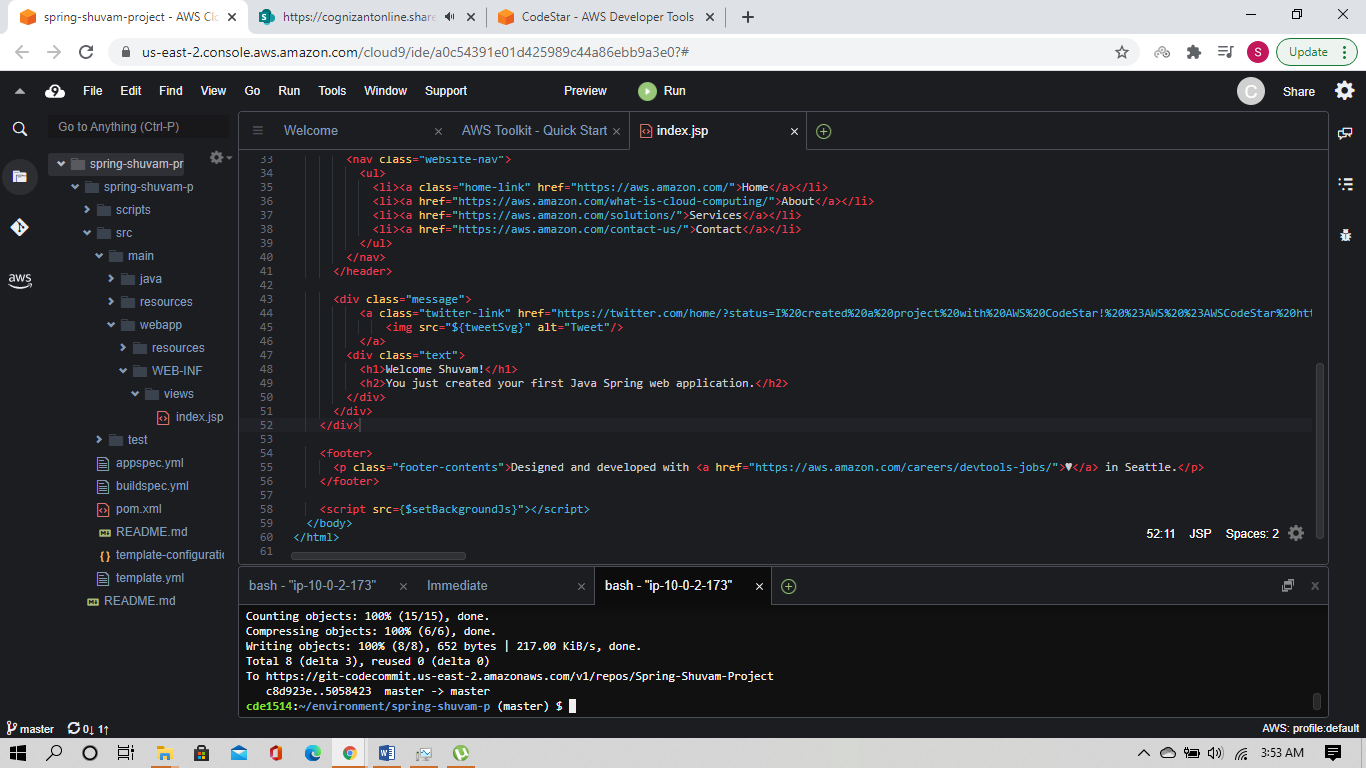 spring-shuvam-project - AWS Clo
https://cognizantonline.share
CodeStar - AWS Developer Tools
us-east-2.console.aws.amazon.com/cloud9/ide/a0c54391e01d425989c44a86ebb9a3e0?#
S
Update
9 File Edit Find View Go Run Tools Window Support Preview Run
C Share
Go to Anything (Ctrl-P)
Welcome
AWS Toolkit - Quick Start
index.jsp
aws
spring-shuvam-pr
spring-shuvam-p
scripts
src
main
java
resources
webapp
resources
WEB-INF
views
index.jsp
test
appspec.yml
buildspec.yml
pom.xml
README.md
template-configuratio
template.yml
README.md
33 <nav class="website-nav">
34 <ul>
35 <li><a class="home-link" href="https://aws.amazon.com/">Home</a></li>
36 <li><a href="https://aws.amazon.com/what-is-cloud-computing/">About</a></li>
37 <li><a href="https://aws.amazon.com/solutions/">Services</a></li>
38 <li><a href="https://aws.amazon.com/contact-us/">Contact</a></li>
39 </ul>
40 </nav>
41 </header>
42
43 <div class="message">
44 <a class="twitter-link" href="https://twitter.com/home/?status=I%20created%20a%20project%20with%20AWS%20CodeStar!%20%23AWS%20%23AWSCodeStar%20htt
45 <img src="${tweetSvg}" alt="Tweet"/>
46 </a>
47 <div class="text">
48 <h1>Welcome Shuvam!</h1>
49 <h2>You just created your first Java Spring web application.</h2>
50 </div>
51 </div>
52 </div>
53
54 <footer>
55 <p class="footer-contents">Designed and developed with <a href="https://aws.amazon.com/careers/devtools-jobs/">♥</a> in Seattle.</p>
56 </footer>
57
58 <script src={$setBackgroundJs}"></script>
59 </body>
60 </html>
61
52:11 JSP Spaces: 2
bash - "ip-10-0-2-173"
Immediate
bash - "ip-10-0-2-173"
Counting objects: 100% (15/15), done.
Compressing objects: 100% (6/6), done.
Writing objects: 100% (8/8), 652 bytes | 217.00 KiB/s, done.
Total 8 (delta 3), reused 0 (delta 0)
To https://git-codecommit.us-east-2.amazonaws.com/v1/repos/Spring-Shuvam-Project
c8d923e..5058423 master -> master
cde1514:~/environment/spring-shuvam-p (master) $
master 0↓ 1↑
AWS: profile:default
3:53 AM